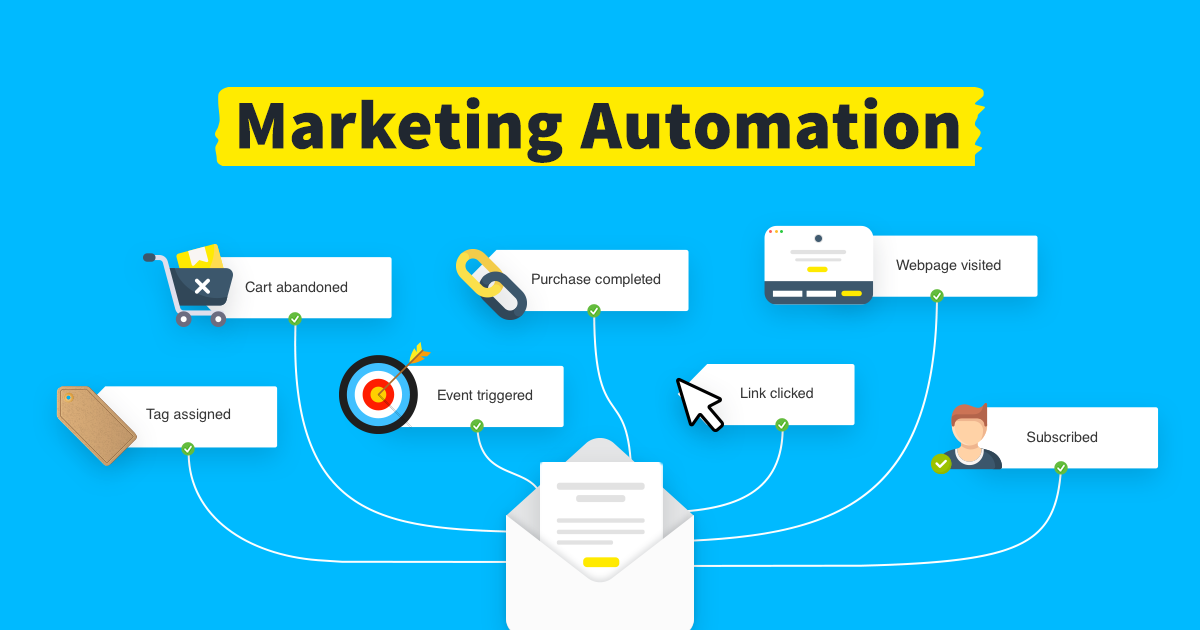 Marketing Automation
Cart abandoned
Purchase completed
Webpage visited
Tag assigned
Event triggered
Link clicked
Subscribed